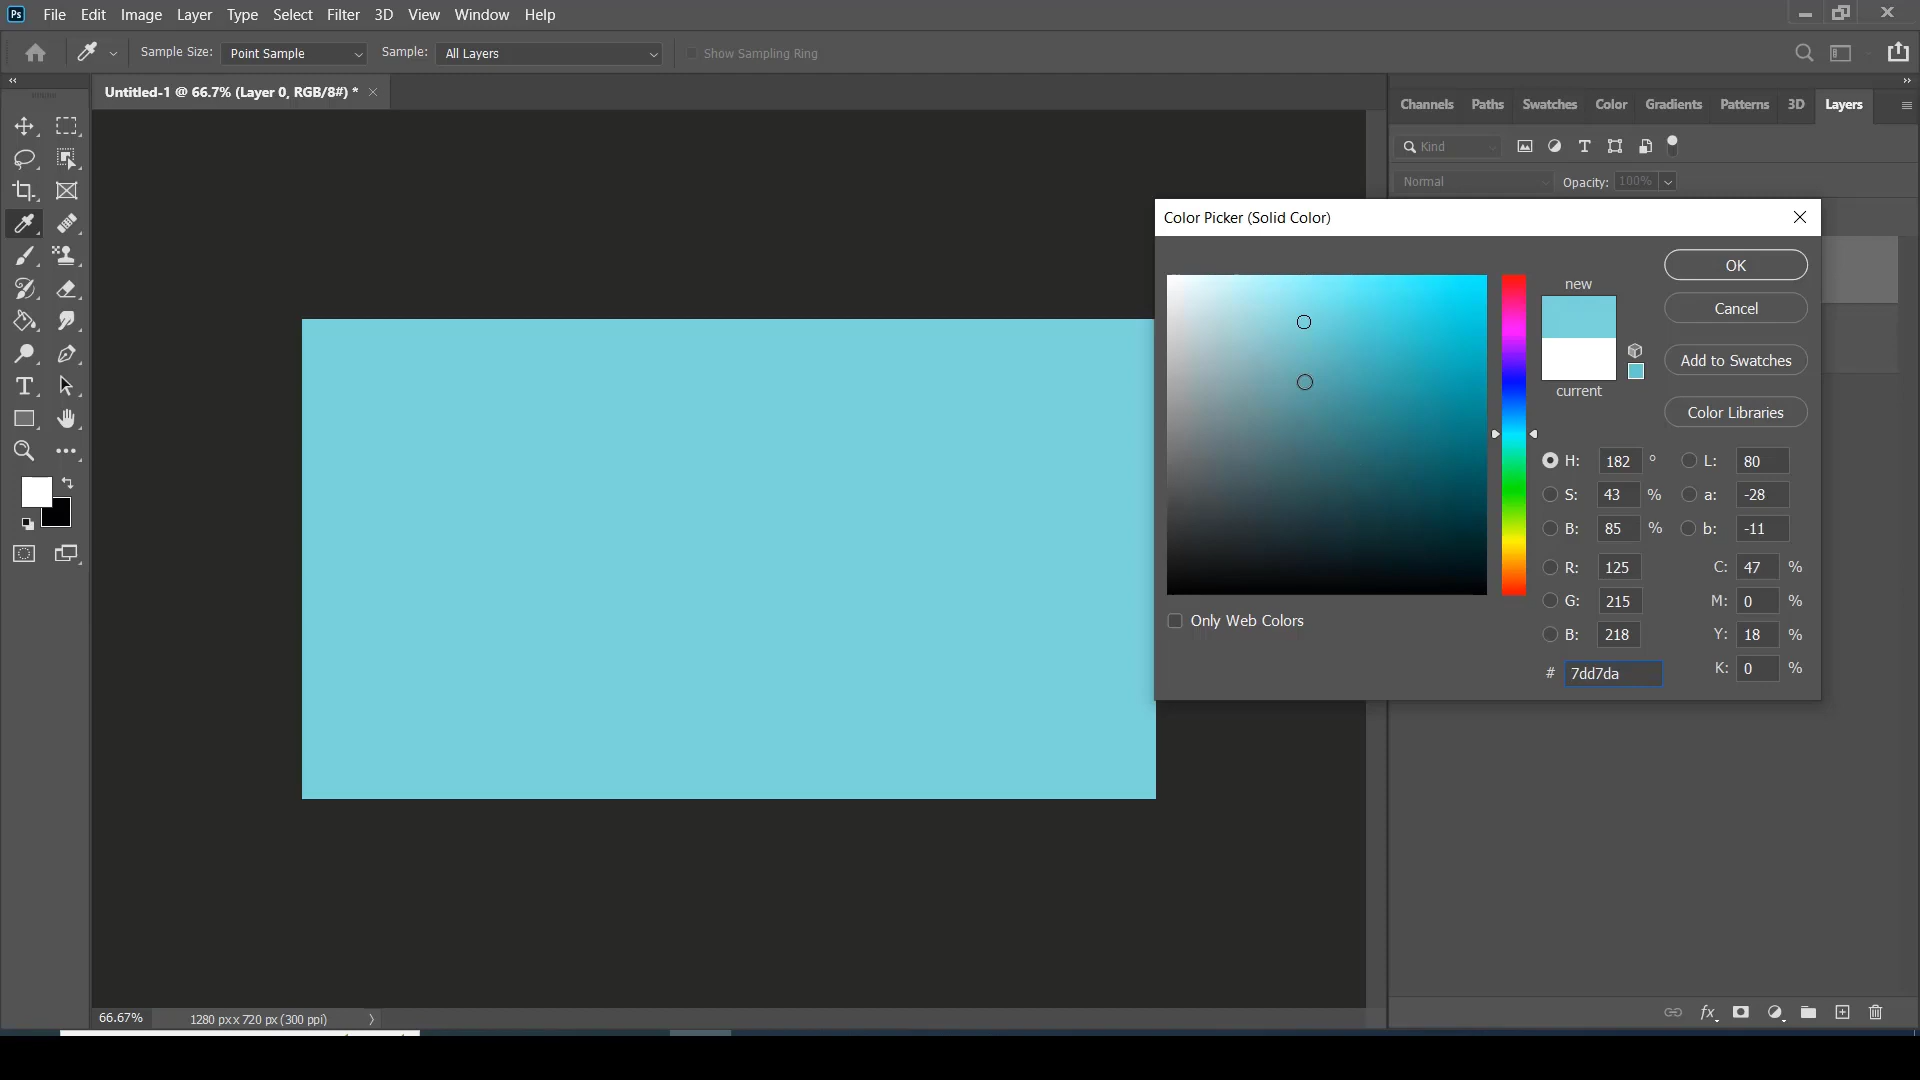 Ps File Edit Image Layer Type Select Filter 3D View Window Help
Sample Size: Point Sample Sample: All Layers Show Sampling Ring
Untitled-1 @ 66.7% (Layer 0, RGB/8#) *
Channels Paths Swatches Color Gradients Patterns 3D Layers
Kind
Normal Opacity: 100%
Color Picker (Solid Color)
OK
new
Cancel
Add to Swatches
current
Color Libraries
H: 182 ° L: 80
S: 43 % a: -28
B: 85 % b: -11
R: 125 C: 47 %
G: 215 M: 0 %
B: 218 Y: 18 %
# 7dd7da K: 0 %
Only Web Colors
66.67% 1280 px x 720 px (300 ppi)
fx